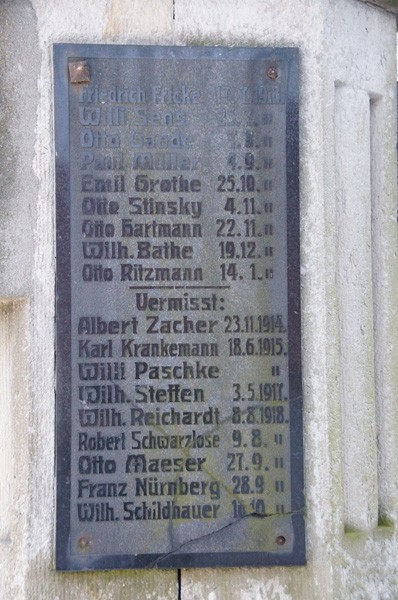 Friedrich Fricke
Willi Sens
Otto Gaede
Paul Müller 4.9. "
Emil Grothe 25.10. "
Otto Stinsky 4.11. "
Otto Hartmann 22.11. "
Wilh. Bathe 19.12. "
Otto Ritzmann 14.1. "
Vermisst:
Albert Zacher 23.11.1914.
Karl Krankemann 18.6.1915.
Willi Paschke "
Wilh. Steffen 3.5.1917.
Wilh. Reichardt 8.8.1918.
Robert Schwarzlose 9.8. "
Otto Maeser 27.9. "
Franz Nürnberg 28.9 "
Wilh. Schildhauer "